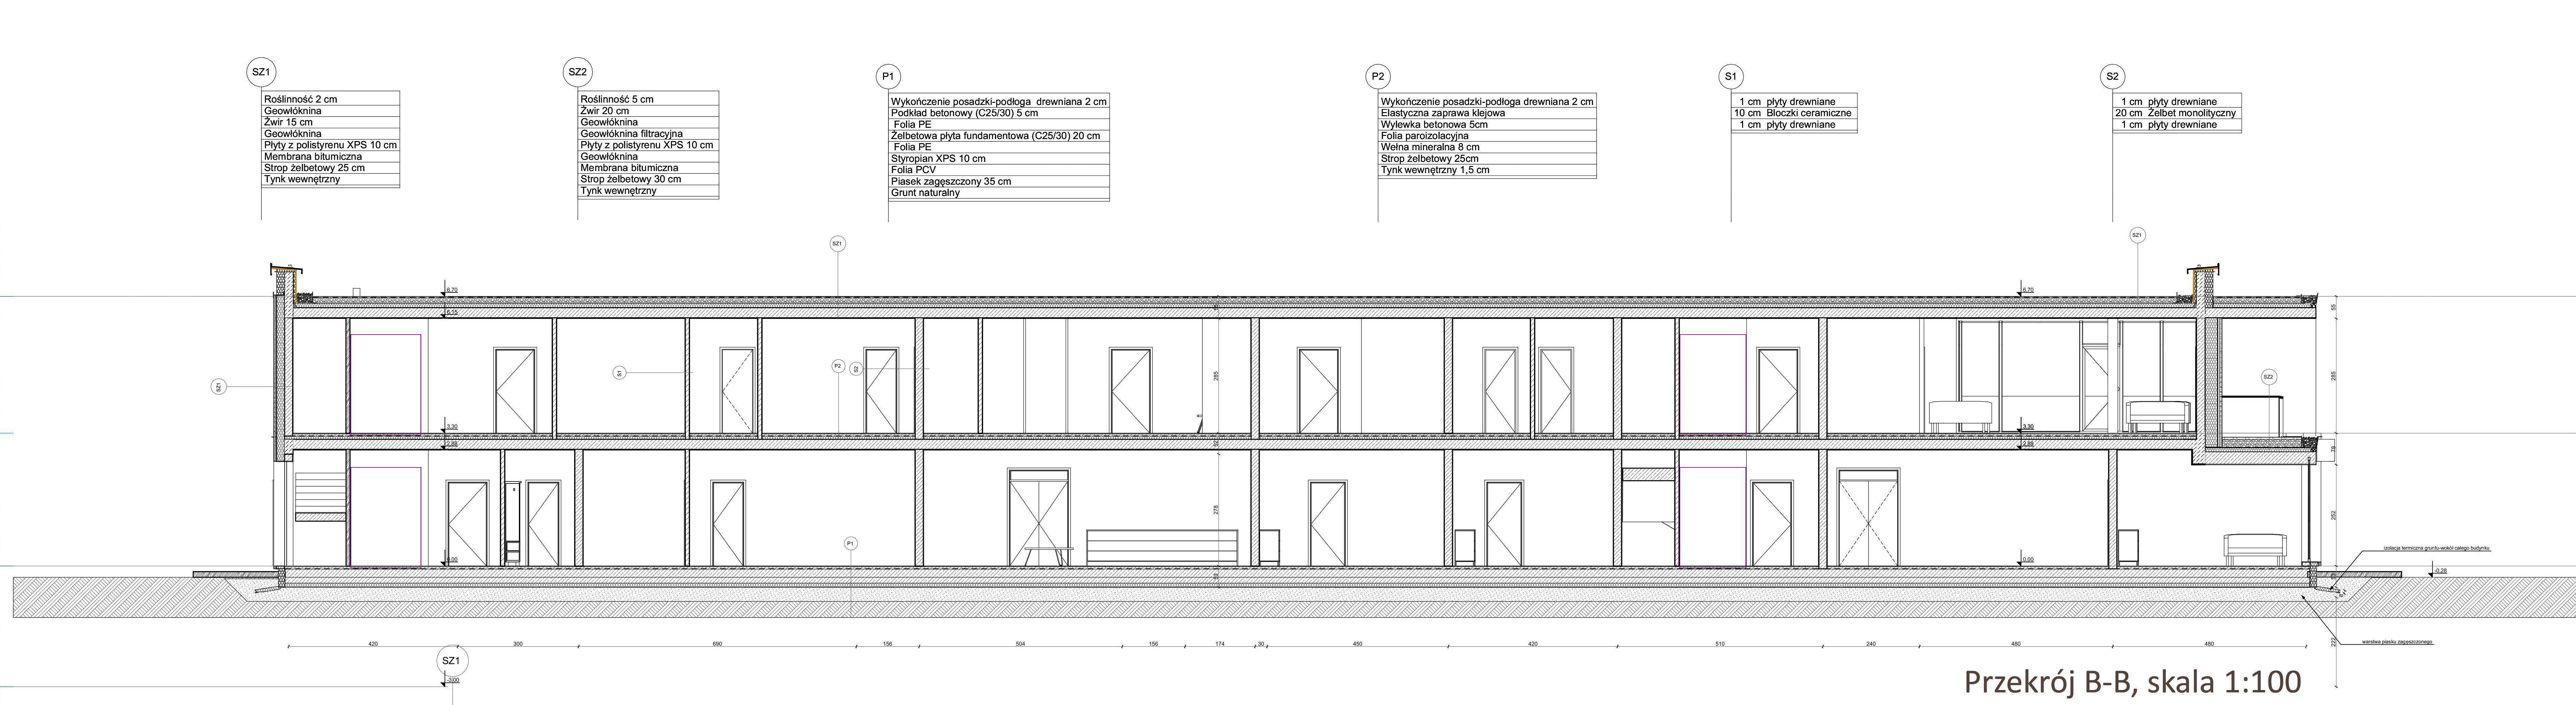 SZ1
Roślinność 2 cm
Geowłóknina
Żwir 15 cm
Geowłóknina
Płyty z polistyrenu XPS 10 cm
Membrana bitumiczna
Strop żelbetowy 25 cm
Tynk wewnętrzny
SZ2
Roślinność 5 cm
Żwir 20 cm
Geowłóknina
Geowłóknina filtracyjna
Płyty z polistyrenu XPS 10 cm
Geowłóknina
Membrana bitumiczna
Strop żelbetowy 30 cm
Tynk wewnętrzny
P1
Wykończenie posadzki-podłoga drewniana 2 cm
Podkład betonowy (C25/30) 5 cm
Folia PE
Żelbetowa płyta fundamentowa (C25/30) 20 cm
Folia PE
Styropian XPS 10 cm
Folia PCV
Piasek zagęszczony 35 cm
Grunt naturalny
P2
Wykończenie posadzki-podłoga drewniana 2 cm
Elastyczna zaprawa klejowa
Wylewka betonowa 5cm
Folia paroizolacyjna
Wełna mineralna 8 cm
Strop żelbetowy 25cm
Tynk wewnętrzny 1,5 cm
S1
1 cm płyty drewniane
10 cm Bloczki ceramiczne
1 cm płyty drewniane
S2
1 cm płyty drewniane
20 cm Żelbet monolityczny
1 cm płyty drewniane
SZ1
SZ1
6,70
6,70
6,15
55
55
SZ1
S1
P2
S2
285
SZ2
285
3,30
3,30
2,88
2,88
52
78
278
252
P1
0,00
0,00
53
izolacja termiczna gruntu-wokół całego budynku
-0,28
420
300
690
156
504
156
174
30
450
420
510
240
480
480
222
warstwa piasku zagęszczonego
SZ1
-3,00
Przekrój B-B, skala 1:100